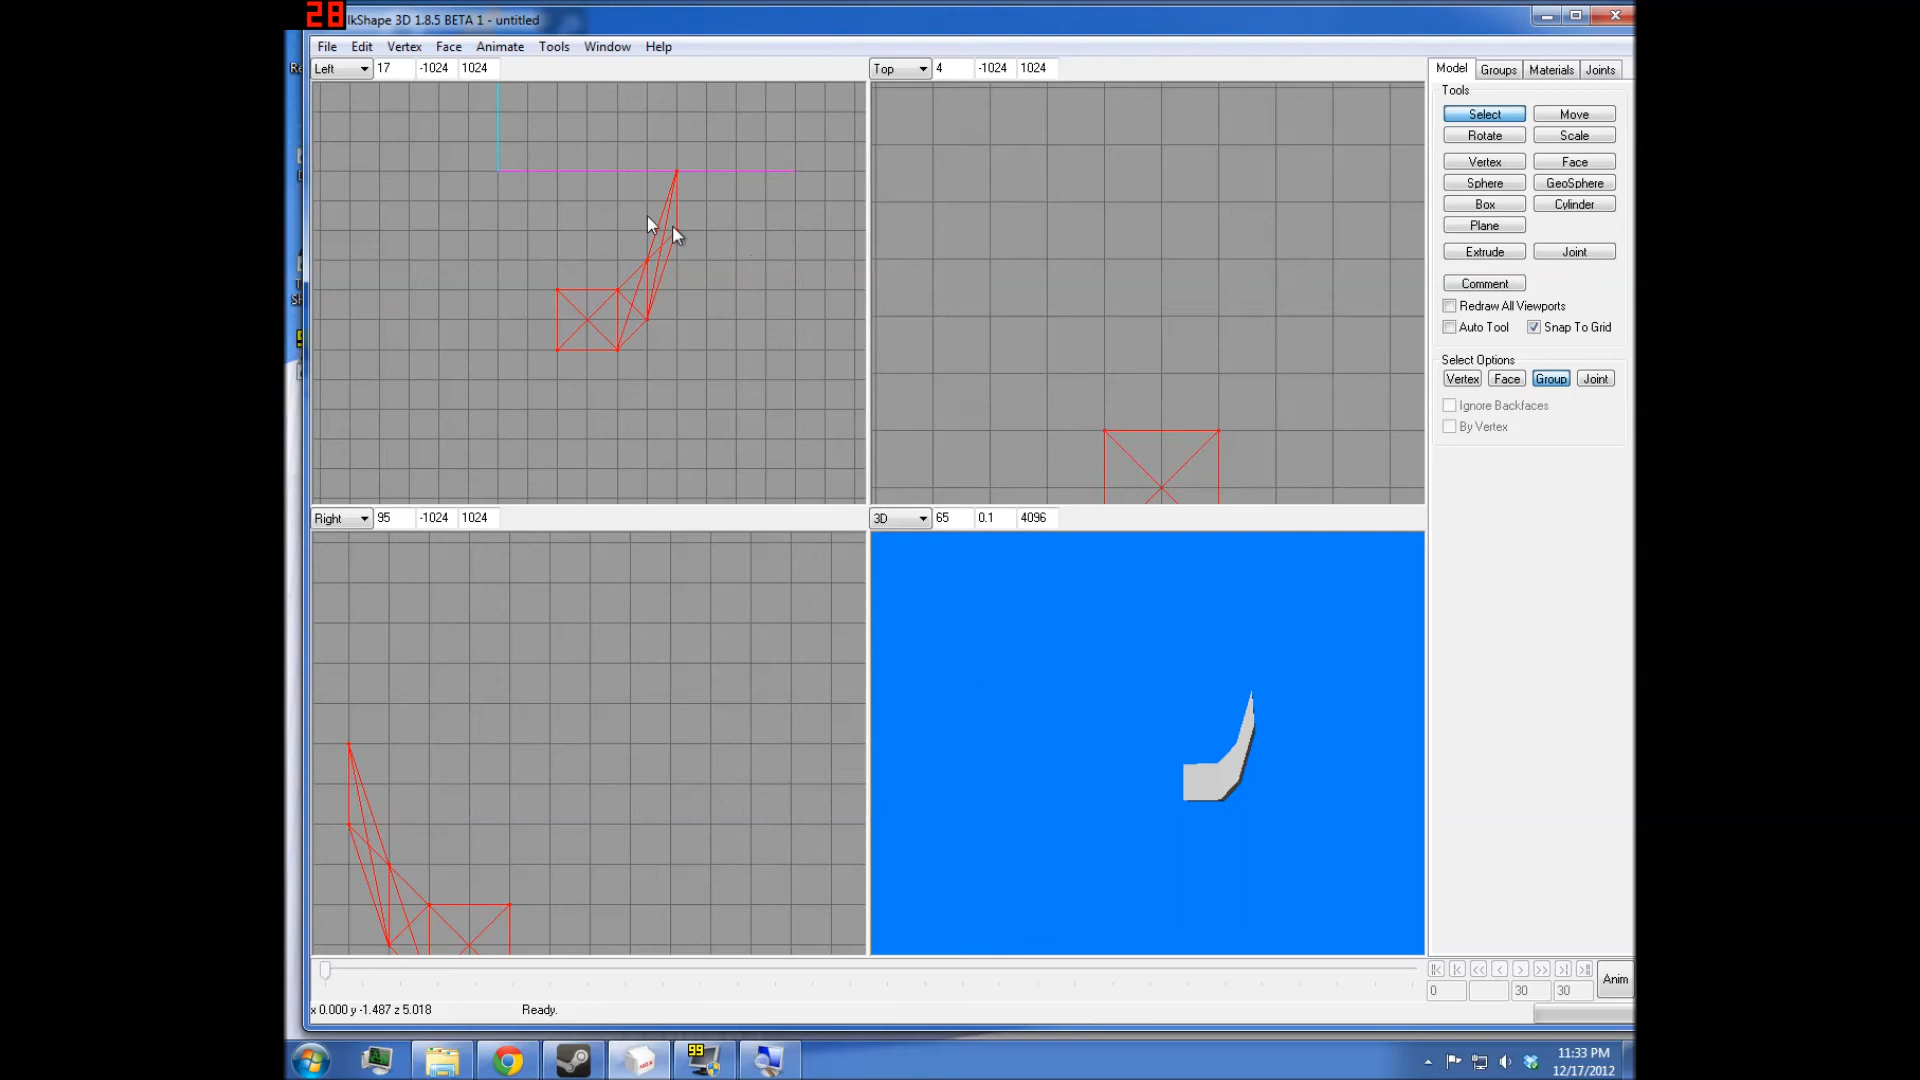 28
lkShape 3D 1.8.5 BETA 1 - untitled
File Edit Vertex Face Animate Tools Window Help
Left 17 -1024 1024
Top 4 -1024 1024
Model Groups Materials Joints
Tools
Select Move
Rotate Scale
Vertex Face
Sphere GeoSphere
Box Cylinder
Plane
Extrude Joint
Comment
Redraw All Viewports
Auto Tool Snap To Grid
Select Options
Vertex Face Group Joint
Ignore Backfaces
By Vertex
Right 95 -1024 1024
3D 65 0.1 4096
Anim
0 30 30
x 0.000 y -1.487 z 5.018 Ready.
99
11:33 PM
12/17/2012